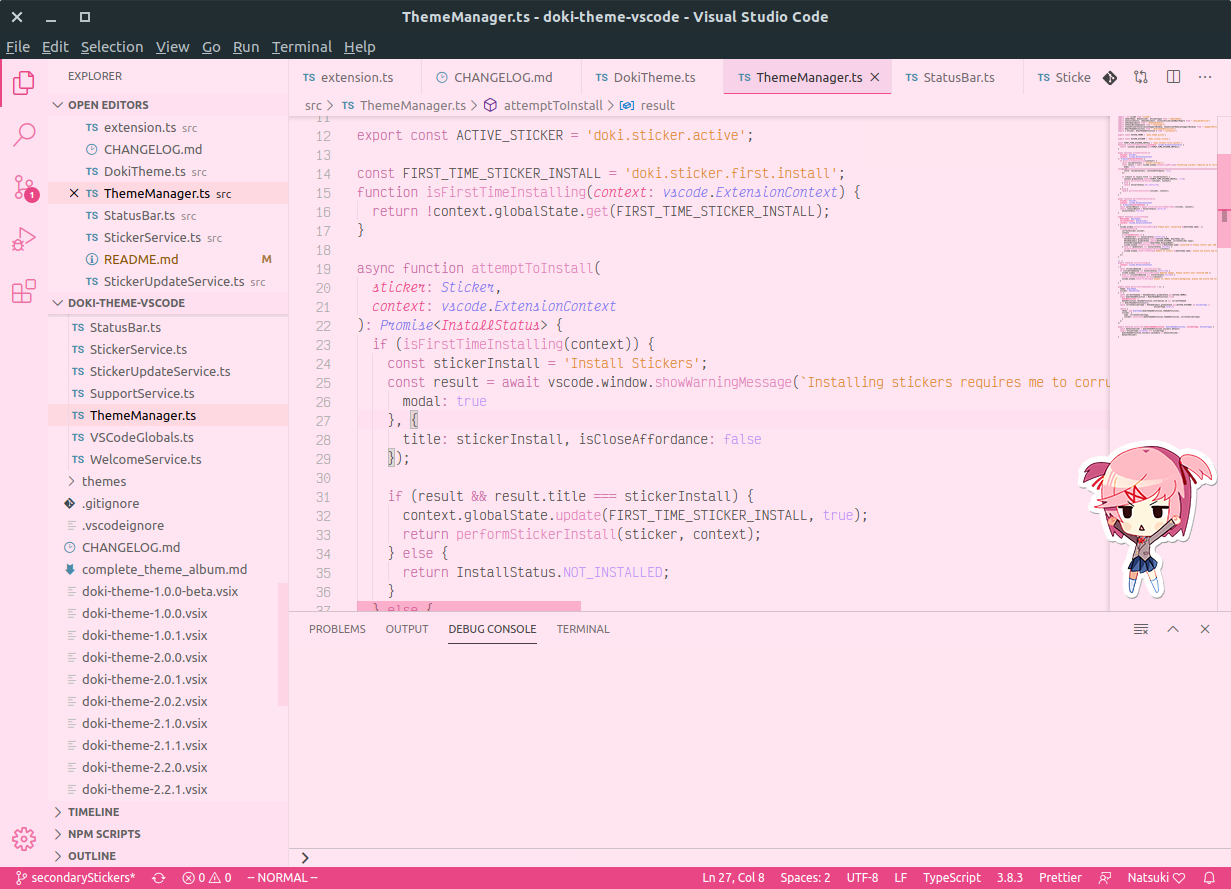 ThemeManager.ts - doki-theme-vscode - Visual Studio Code
File Edit Selection View Go Run Terminal Help
EXPLORER
OPEN EDITORS
TS extension.ts src
CHANGELOG.md
TS DokiTheme.ts src
TS ThemeManager.ts src
TS StatusBar.ts src
TS StickerService.ts src
README.md M
TS StickerUpdateService.ts src
DOKI-THEME-VSCODE
TS StatusBar.ts
TS StickerService.ts
TS StickerUpdateService.ts
TS SupportService.ts
TS ThemeManager.ts
TS VSCodeGlobals.ts
TS WelcomeService.ts
themes
.gitignore
.vscodeignore
CHANGELOG.md
complete_theme_album.md
doki-theme-1.0.0-beta.vsix
doki-theme-1.0.0.vsix
doki-theme-1.0.1.vsix
doki-theme-2.0.0.vsix
doki-theme-2.0.1.vsix
doki-theme-2.0.2.vsix
doki-theme-2.1.0.vsix
doki-theme-2.1.1.vsix
doki-theme-2.2.0.vsix
doki-theme-2.2.1.vsix
TIMELINE
NPM SCRIPTS
OUTLINE
1
TS extension.ts CHANGELOG.md TS DokiTheme.ts TS ThemeManager.ts TS StatusBar.ts TS Sticke
src > TS ThemeManager.ts > attemptToInstall > result
11
12 export const ACTIVE_STICKER = 'doki.sticker.active';
13
14 const FIRST_TIME_STICKER_INSTALL = 'doki.sticker.first.install';
15 function isFirstTimeInstalling(context: vscode.ExtensionContext) {
16 return !context.globalState.get(FIRST_TIME_STICKER_INSTALL);
17 }
18
19 async function attemptToInstall(
20 sticker: Sticker,
21 context: vscode.ExtensionContext
22 ): Promise<InstallStatus> {
23 if (isFirstTimeInstalling(context)) {
24 const stickerInstall = 'Install Stickers';
25 const result = await vscode.window.showWarningMessage(`Installing stickers requires me to corru
26 modal: true
27 }, {
28 title: stickerInstall, isCloseAffordance: false
29 });
30
31 if (result && result.title === stickerInstall) {
32 context.globalState.update(FIRST_TIME_STICKER_INSTALL, true);
33 return performStickerInstall(sticker, context);
34 } else {
35 return InstallStatus.NOT_INSTALLED;
36 }
37 } else {
PROBLEMS OUTPUT DEBUG CONSOLE TERMINAL
secondaryStickers* 0 0 -- NORMAL -- Ln 27, Col 8 Spaces: 2 UTF-8 LF TypeScript 3.8.3 Prettier Natsuki ♡